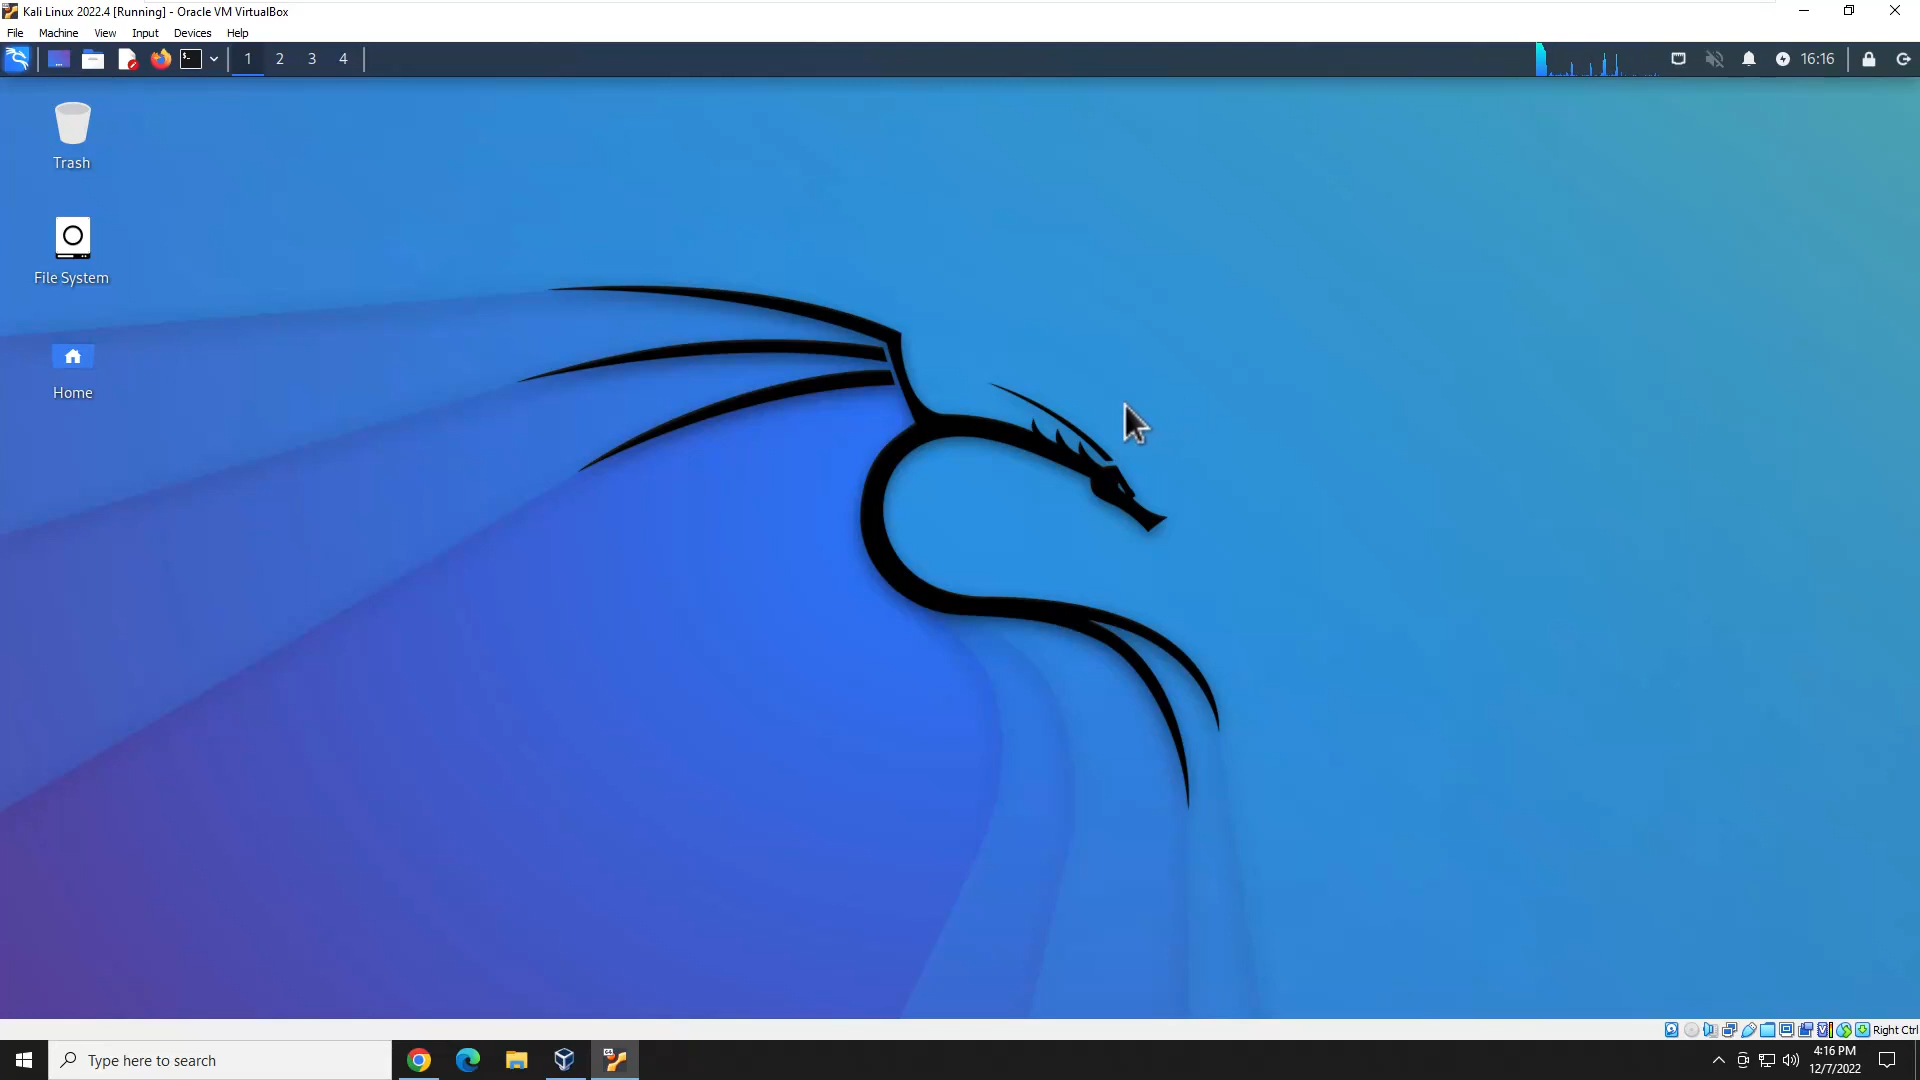 Kali Linux 2022.4 [Running] - Oracle VM VirtualBox
File Machine View Input Devices Help
1 2 3 4
16:16
Trash
File System
Home
Right Ctrl
Type here to search
4:16 PM
12/7/2022